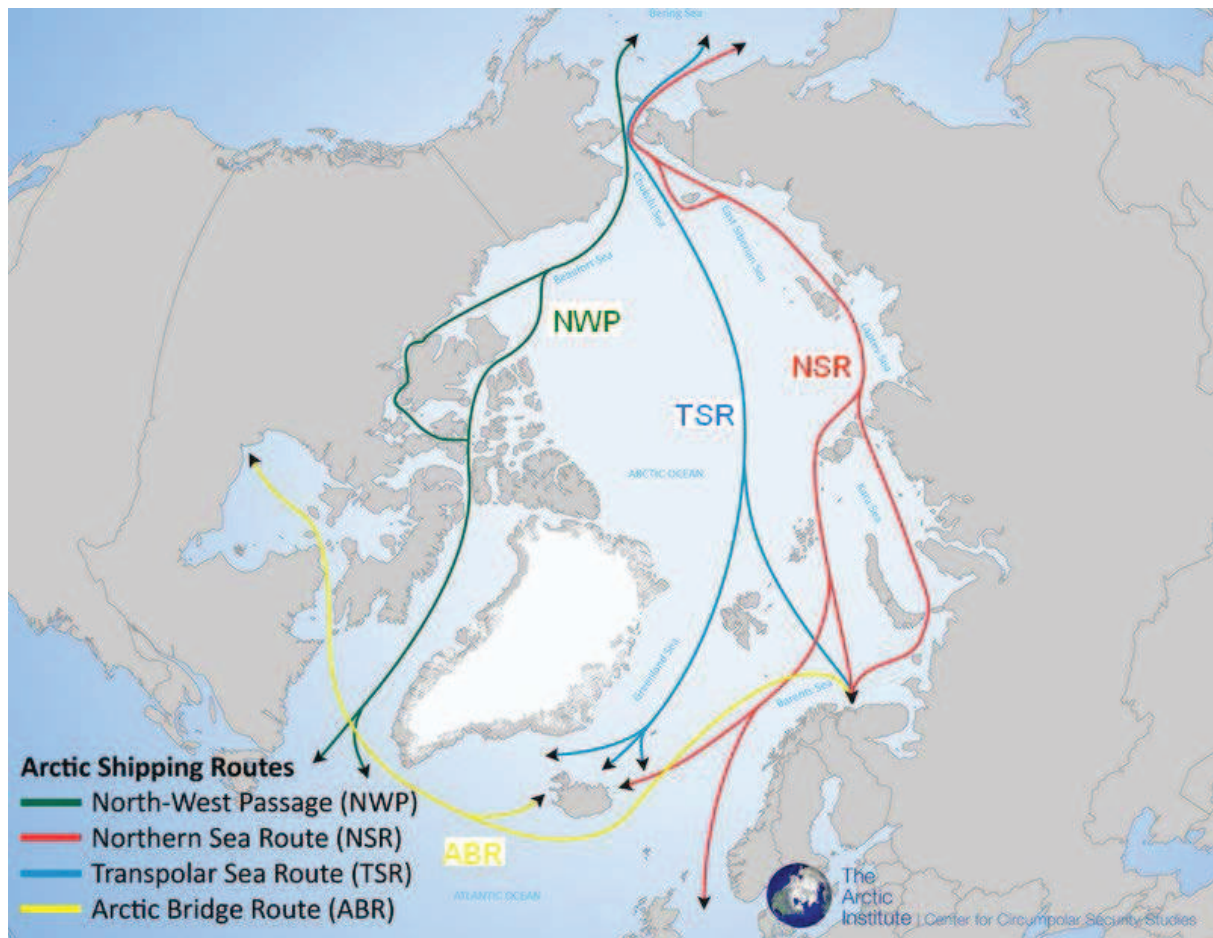 Bering Sea
Chukchi Sea
East Siberian Sea
Beaufort Sea
NWP
Laptev Sea
NSR
TSR
ARCTIC OCEAN
Kara Sea
Greenland Sea
Barents Sea
Arctic Shipping Routes
North-West Passage (NWP)
Northern Sea Route (NSR)
Transpolar Sea Route (TSR)
Arctic Bridge Route (ABR)
ABR
ATLANTIC OCEAN
The
Arctic
Institute | Center for Circumpolar Security Studies